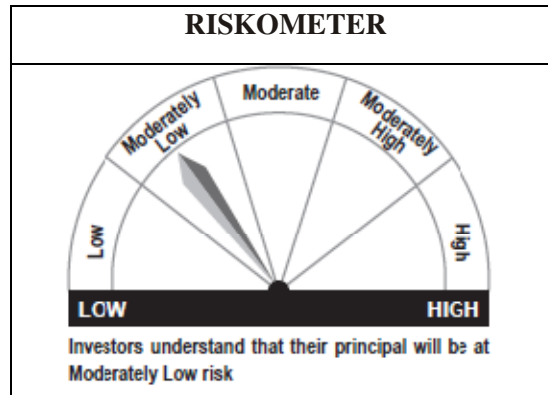 RISKOMETER
Moderate
Moderately
Low
Moderately
High
Low
High
LOW
HIGH
Investors understand that their principal will be at
Moderately Low risk